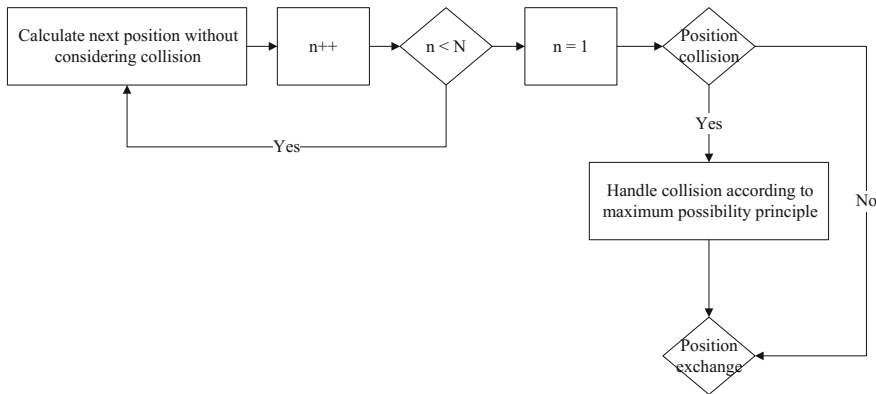 Calculate next position without
considering collision
n++
n < N
n = 1
Position
collision
Yes
Yes
Handle collision according to
maximum possibility principle
No
Position
exchange